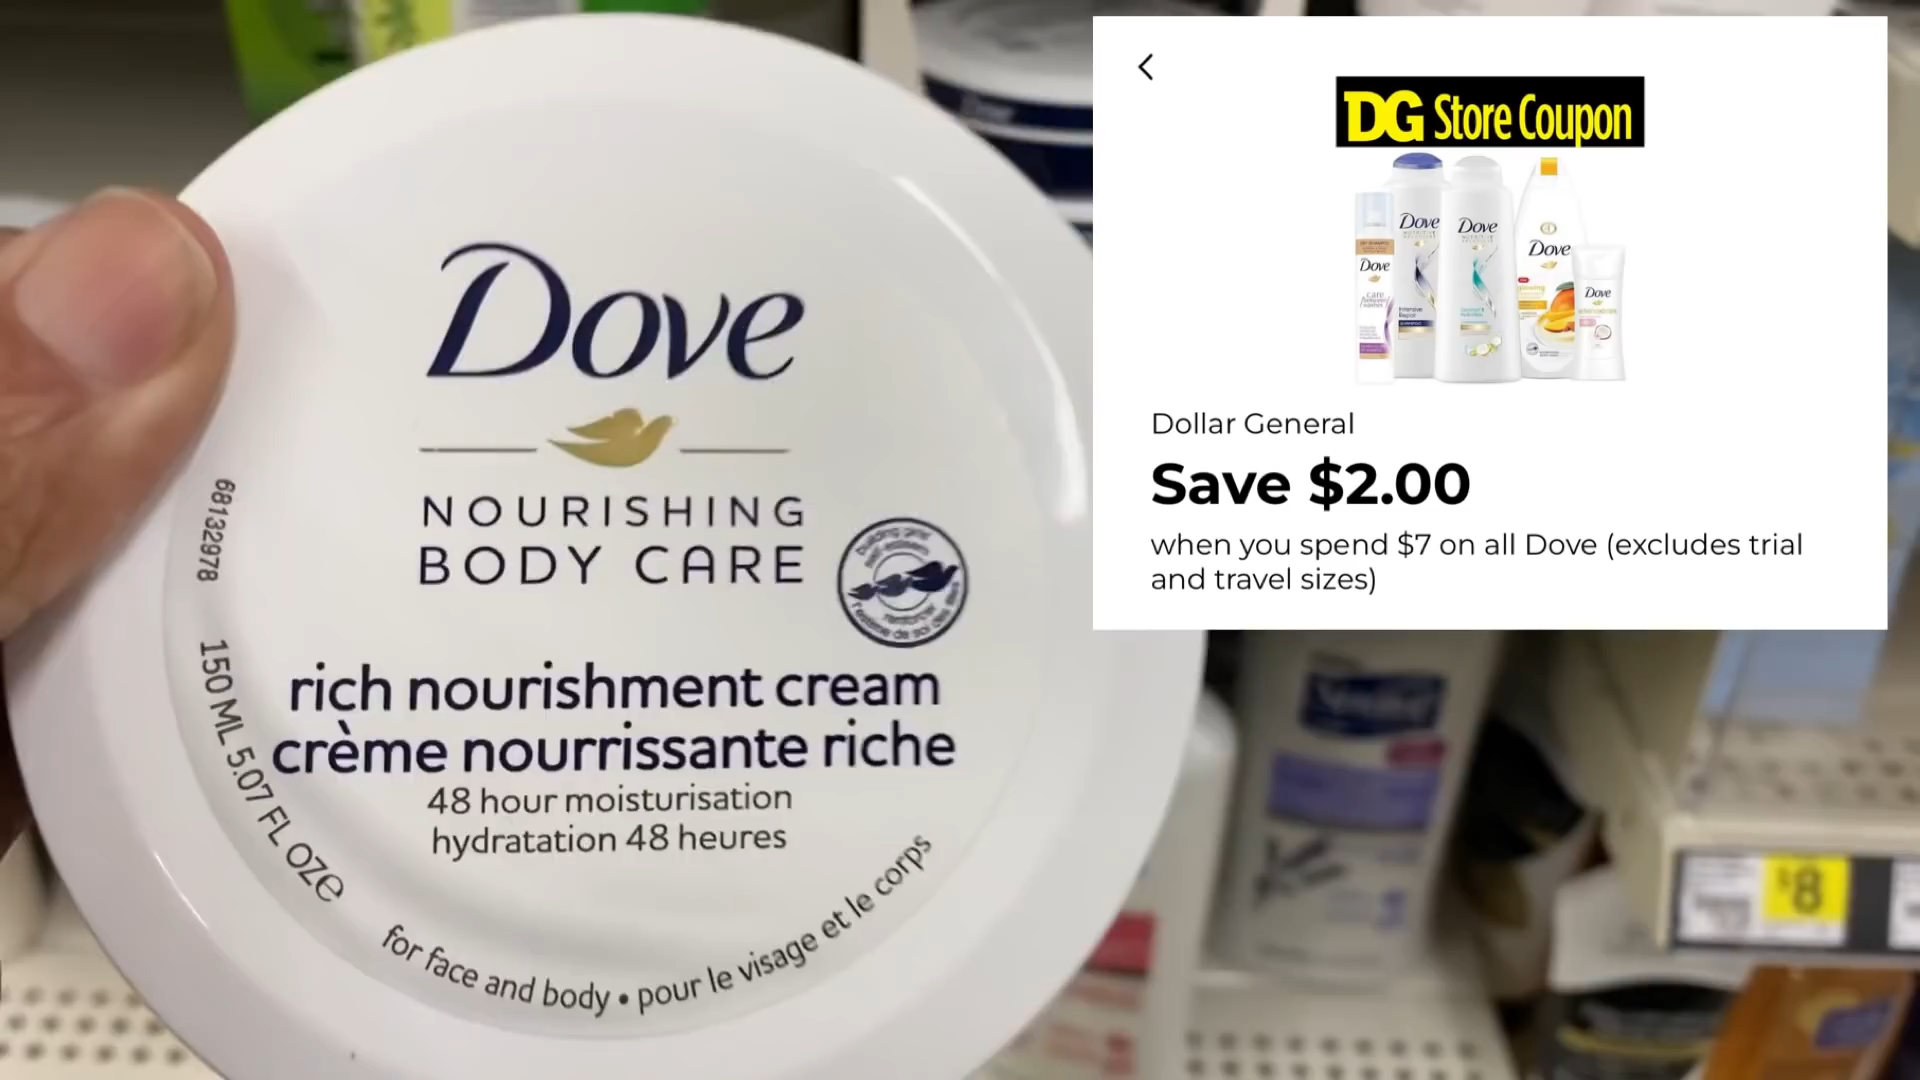 Dove
NOURISHING
BODY CARE
rich nourishment cream
crème nourrissante riche
48 hour moisturisation
hydratation 48 heures
for face and body • pour le visage et le corps
68132978
150 ML 5.07 FL OZ℮
DG Store Coupon
Dove
Dove
Dove
Dove
Dove
Dollar General
Save $2.00
when you spend $7 on all Dove (excludes trial
and travel sizes)
$8